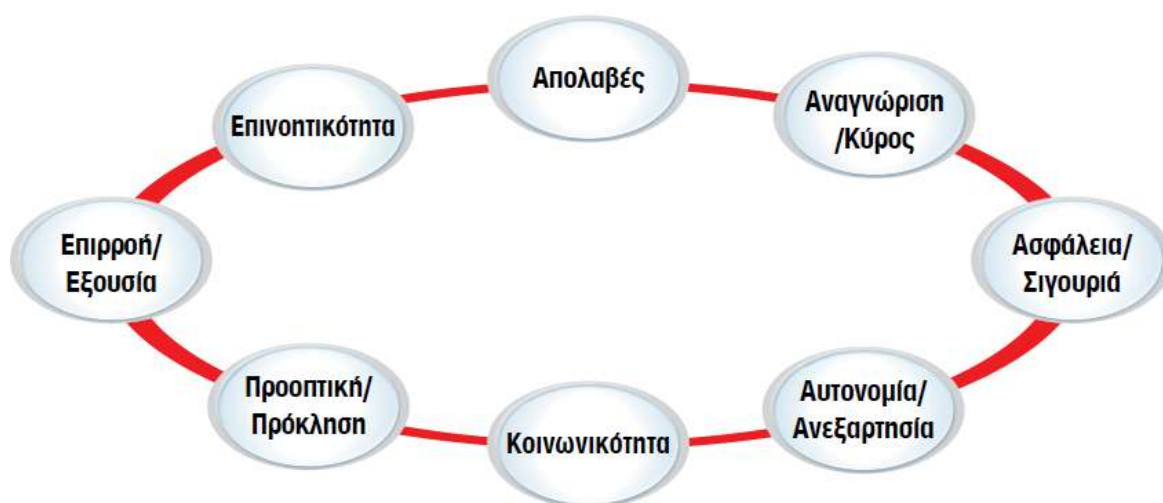 Απολαβές
Αναγνώριση
/Κύρος
Ασφάλεια/
Σιγουριά
Αυτονομία/
Ανεξαρτησία
Κοινωνικότητα
Προοπτική/
Πρόκληση
Επιρροή/
Εξουσία
Επινοητικότητα